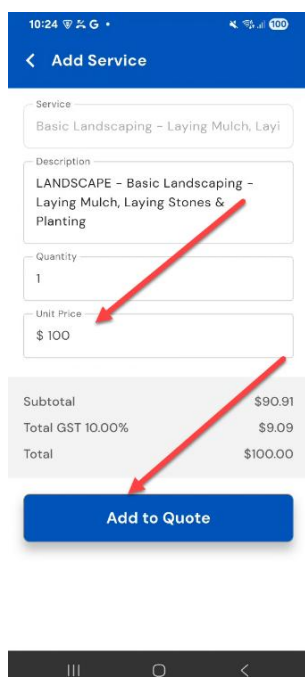 10:24 G •
100
Add Service
Service
Basic Landscaping - Laying Mulch, Layi
Description
LANDSCAPE - Basic Landscaping -
Laying Mulch, Laying Stones &
Planting
Quantity
1
Unit Price
$ 100
Subtotal $90.91
Total GST 10.00% $9.09
Total $100.00
Add to Quote